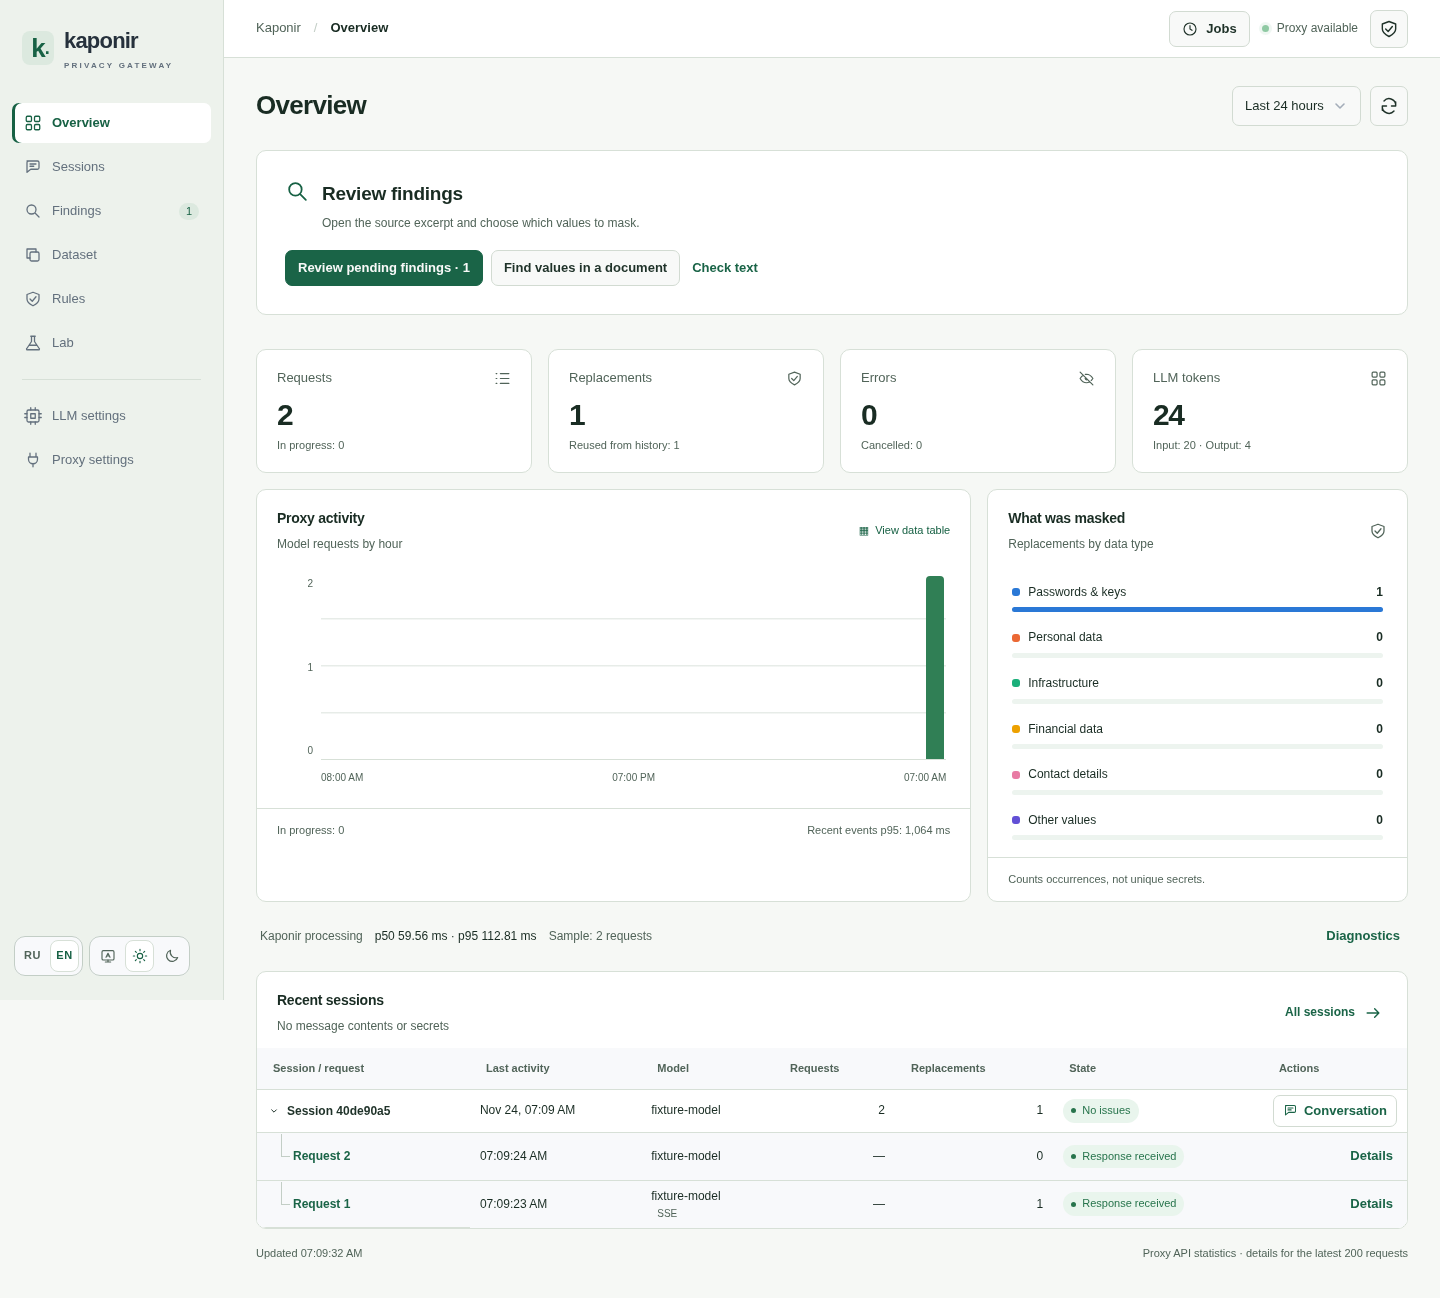 k.
kaponir
PRIVACY GATEWAY
Overview
Sessions
Findings
1
Dataset
Rules
Lab
LLM settings
Proxy settings
RU EN
Kaponir / Overview
Jobs
Proxy available
Overview
Last 24 hours
Review findings
Open the source excerpt and choose which values to mask.
Review pending findings · 1
Find values in a document
Check text
Requests
2
In progress: 0
Replacements
1
Reused from history: 1
Errors
0
Cancelled: 0
LLM tokens
24
Input: 20 · Output: 4
Proxy activity
Model requests by hour
View data table
2
1
0
08:00 AM 07:00 PM 07:00 AM
In progress: 0
Recent events p95: 1,064 ms
What was masked
Replacements by data type
Passwords & keys 1
Personal data 0
Infrastructure 0
Financial data 0
Contact details 0
Other values 0
Counts occurrences, not unique secrets.
Kaponir processing p50 59.56 ms · p95 112.81 ms Sample: 2 requests
Diagnostics
Recent sessions
No message contents or secrets
All sessions
Session / request Last activity Model Requests Replacements State Actions
Session 40de90a5 Nov 24, 07:09 AM fixture-model 2 1 No issues Conversation
Request 2 07:09:24 AM fixture-model — 0 Response received Details
Request 1 07:09:23 AM fixture-model — 1 Response received Details
SSE
Updated 07:09:32 AM
Proxy API statistics · details for the latest 200 requests